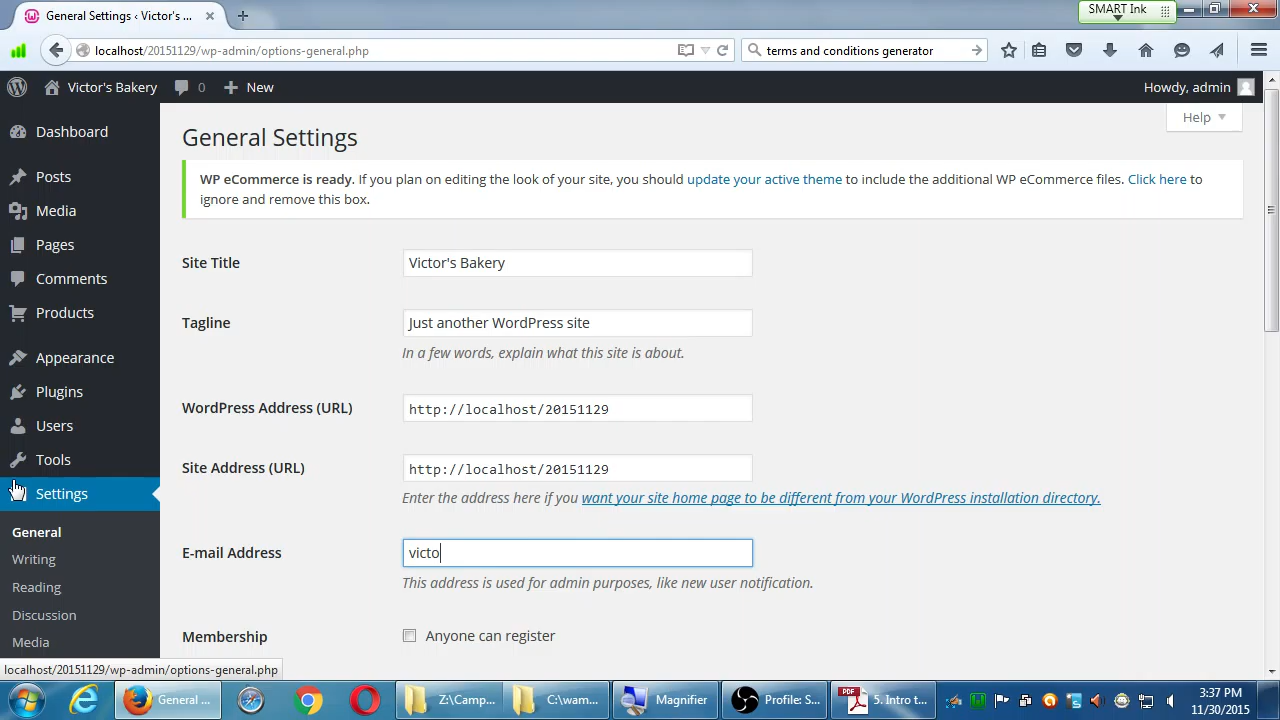 General Settings ‹ Victor's ...
SMART Ink
localhost/20151129/wp-admin/options-general.php
terms and conditions generator
Victor's Bakery
0
New
Howdy, admin
Help
Dashboard
Posts
Media
Pages
Comments
Products
Appearance
Plugins
Users
Tools
Settings
General
Writing
Reading
Discussion
Media
General Settings
WP eCommerce is ready. If you plan on editing the look of your site, you should update your active theme to include the additional WP eCommerce files. Click here to
ignore and remove this box.
Site Title
Victor's Bakery
Tagline
Just another WordPress site
In a few words, explain what this site is about.
WordPress Address (URL)
http://localhost/20151129
Site Address (URL)
http://localhost/20151129
Enter the address here if you want your site home page to be different from your WordPress installation directory.
E-mail Address
victo
This address is used for admin purposes, like new user notification.
Membership
Anyone can register
localhost/20151129/wp-admin/options-general.php
General ...
Z:\Camp...
C:\wam...
Magnifier
Profile: S...
PDF
5. Intro t...
3:37 PM
11/30/2015